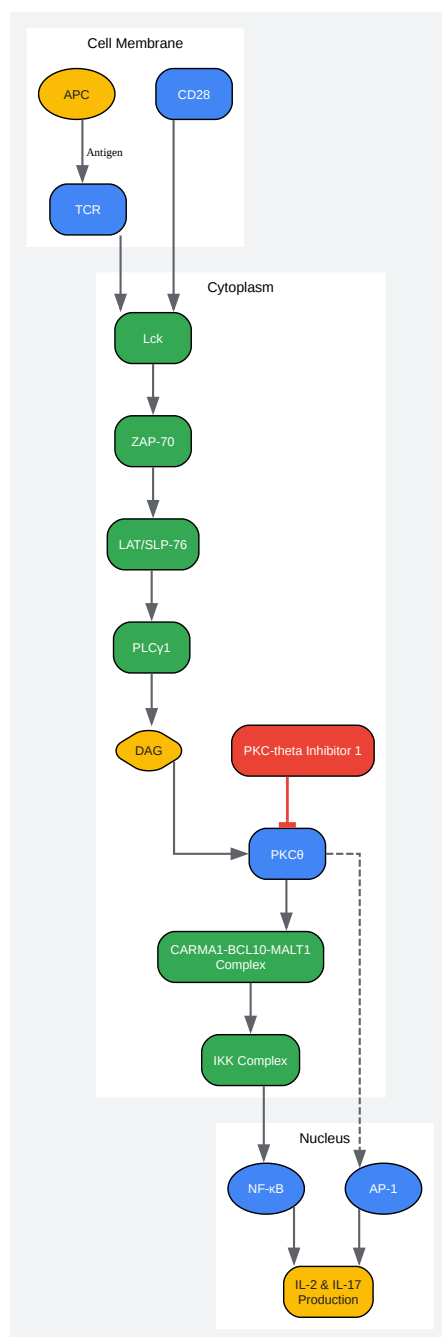 Cell Membrane
APC
CD28
Antigen
TCR
Cytoplasm
Lck
ZAP-70
LAT/SLP-76
PLCγ1
DAG
PKC-theta Inhibitor 1
PKCθ
CARMA1-BCL10-MALT1
Complex
IKK Complex
Nucleus
NF-κB
AP-1
IL-2 & IL-17
Production